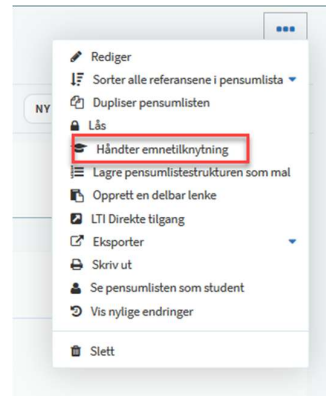 Rediger
Sorter alle referansene i pensumlista
NY
Dupliser pensumlisten
Lås
Håndter emnetilknytning
Lagre pensumlistestrukturen som mal
Opprett en delbar lenke
LTI Direkte tilgang
Eksporter
Skriv ut
Se pensumlisten som student
Vis nylige endringer
Slett